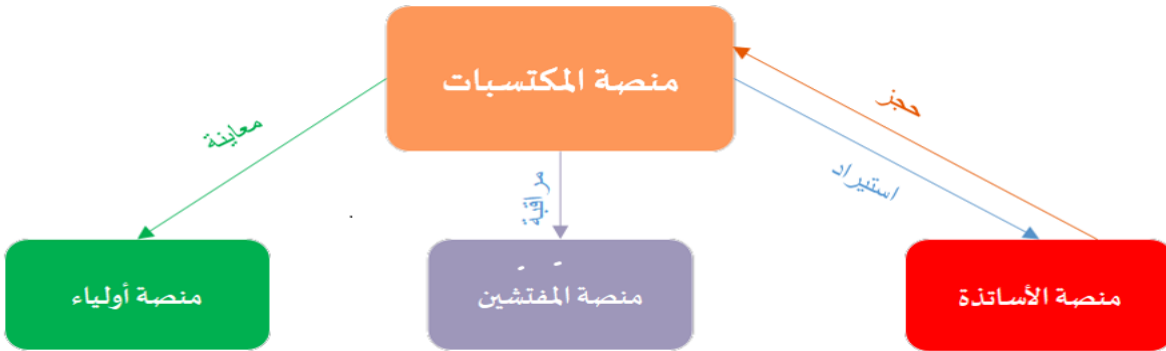 منصة المكتسبات
حجز
استيراد
مراقبة
معاينة
منصة الأساتذة
منصة المفتشين
منصة أولياء